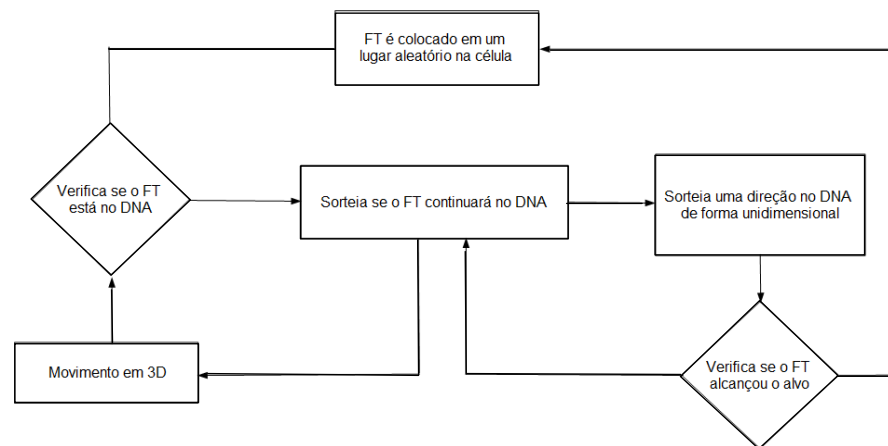 FT é colocado em um
lugar aleatório na célula
Verifica se o FT
está no DNA
Sorteia se o FT continuará no DNA
Sorteia uma direção no DNA
de forma unidimensional
Movimento em 3D
Verifica se o FT
alcançou o alvo